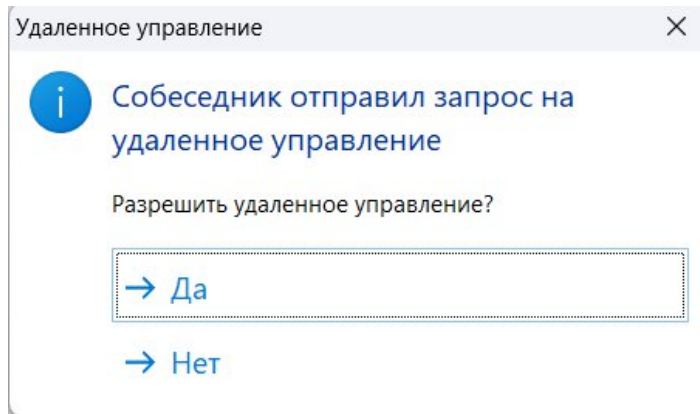 Удаленное управление
Собеседник отправил запрос на
удаленное управление
Разрешить удаленное управление?
Да
Нет